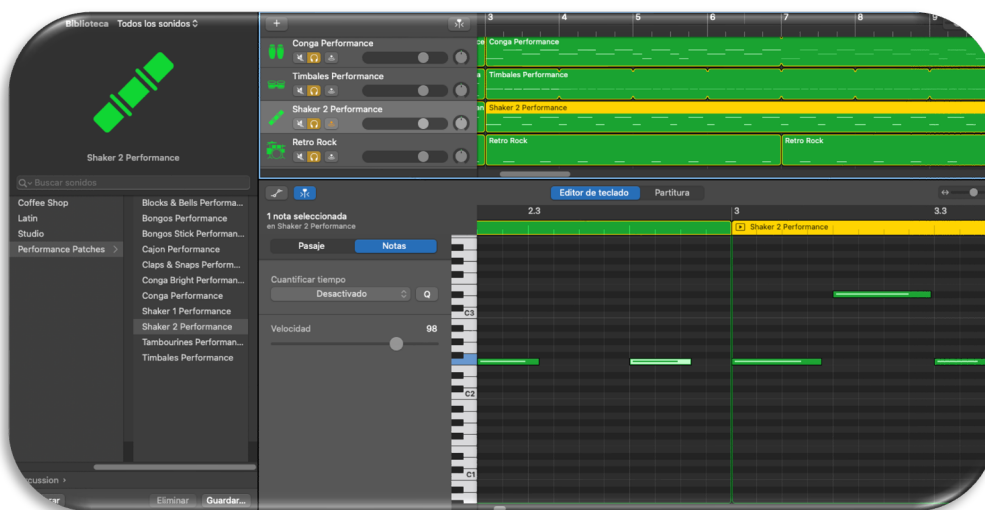 Biblioteca Todos los sonidos
Shaker 2 Performance
Buscar sonidos
Coffee Shop
Latin
Studio
Performance Patches
Blocks & Bells Performa...
Bongos Performance
Bongos Stick Performan...
Cajon Performance
Claps & Snaps Perform...
Conga Bright Performan...
Conga Performance
Shaker 1 Performance
Shaker 2 Performance
Tambourines Performan...
Timbales Performance
Eliminar
Guardar...
3 4 5 6 7 8 9
Conga Performance
Timbales Performance
Shaker 2 Performance
Retro Rock
Conga Performance
Timbales Performance
Shaker 2 Performance
Retro Rock
Retro Rock
Editor de teclado Partitura
1 nota seleccionada
en Shaker 2 Performance
Pasaje Notas
Cuantificar tiempo
Desactivado Q
Velocidad 98
2.3 3 3.3
Shaker 2 Performance
C3
C2
C1